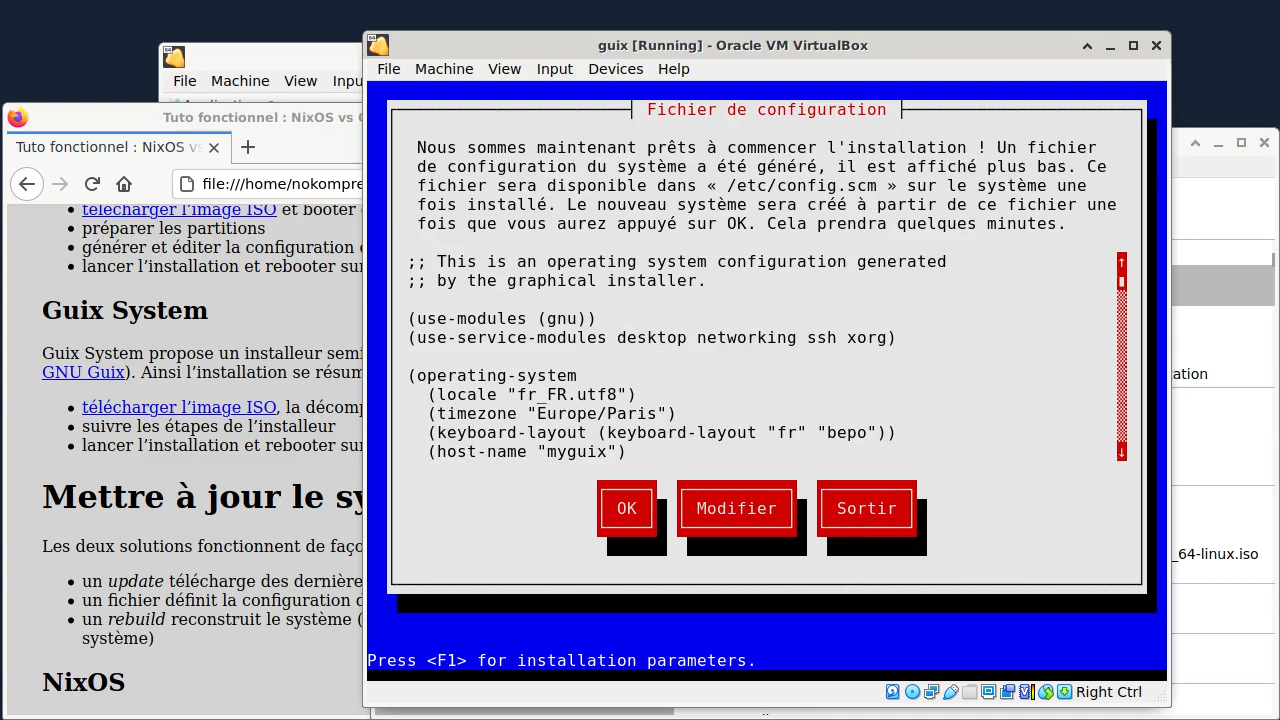 File Machine View Inpu
Tuto fonctionnel : NixOS vs G
Tuto fonctionnel : NixOS vs
file:///home/nokompre
télécharger l'image ISO et booter
préparer les partitions
générer et éditer la configuration
lancer l'installation et rebooter sur
Guix System
Guix System propose un installeur semi
GNU Guix). Ainsi l'installation se résum
télécharger l'image ISO, la décomp
suivre les étapes de l'installeur
lancer l'installation et rebooter sur
Mettre à jour le sy
Les deux solutions fonctionnent de faço
un update télécharge des dernière
un fichier définit la configuration d
un rebuild reconstruit le système (
système)
NixOS
guix [Running] - Oracle VM VirtualBox
File Machine View Input Devices Help
Fichier de configuration
Nous sommes maintenant prêts à commencer l'installation ! Un fichier
de configuration du système a été généré, il est affiché plus bas. Ce
fichier sera disponible dans « /etc/config.scm » sur le système une
fois installé. Le nouveau système sera créé à partir de ce fichier une
fois que vous aurez appuyé sur OK. Cela prendra quelques minutes.
;; This is an operating system configuration generated
;; by the graphical installer.
(use-modules (gnu))
(use-service-modules desktop networking ssh xorg)
(operating-system
(locale "fr_FR.utf8")
(timezone "Europe/Paris")
(keyboard-layout (keyboard-layout "fr" "bepo"))
(host-name "myguix")
OK Modifier Sortir
Press <F1> for installation parameters.
Right Ctrl
ation
_64-linux.iso